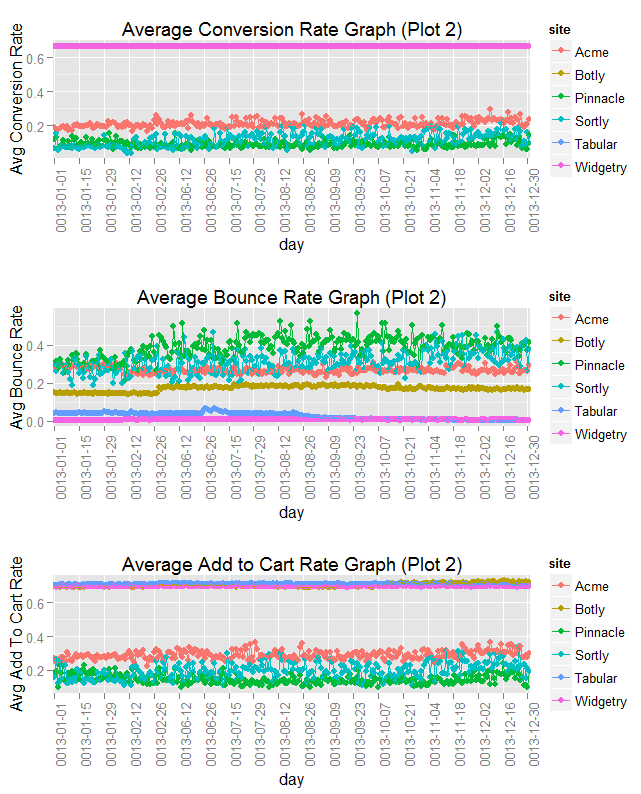 Average Conversion Rate Graph (Plot 2)
Avg Conversion Rate
0.6
0.4
0.2
0013-01-01
0013-01-15
0013-01-29
0013-02-12
0013-02-26
0013-06-12
0013-06-26
0013-07-15
0013-07-29
0013-08-12
0013-08-26
0013-09-09
0013-09-23
0013-10-07
0013-10-21
0013-11-04
0013-11-18
0013-12-02
0013-12-16
0013-12-30
day
site
Acme
Botly
Pinnacle
Sortly
Tabular
Widgetry
Average Bounce Rate Graph (Plot 2)
Avg Bounce Rate
0.4
0.2
0.0
0013-01-01
0013-01-15
0013-01-29
0013-02-12
0013-02-26
0013-06-12
0013-06-26
0013-07-15
0013-07-29
0013-08-12
0013-08-26
0013-09-09
0013-09-23
0013-10-07
0013-10-21
0013-11-04
0013-11-18
0013-12-02
0013-12-16
0013-12-30
day
site
Acme
Botly
Pinnacle
Sortly
Tabular
Widgetry
Average Add to Cart Rate Graph (Plot 2)
Avg Add To Cart Rate
0.6
0.4
0.2
0013-01-01
0013-01-15
0013-01-29
0013-02-12
0013-02-26
0013-06-12
0013-06-26
0013-07-15
0013-07-29
0013-08-12
0013-08-26
0013-09-09
0013-09-23
0013-10-07
0013-10-21
0013-11-04
0013-11-18
0013-12-02
0013-12-16
0013-12-30
day
site
Acme
Botly
Pinnacle
Sortly
Tabular
Widgetry